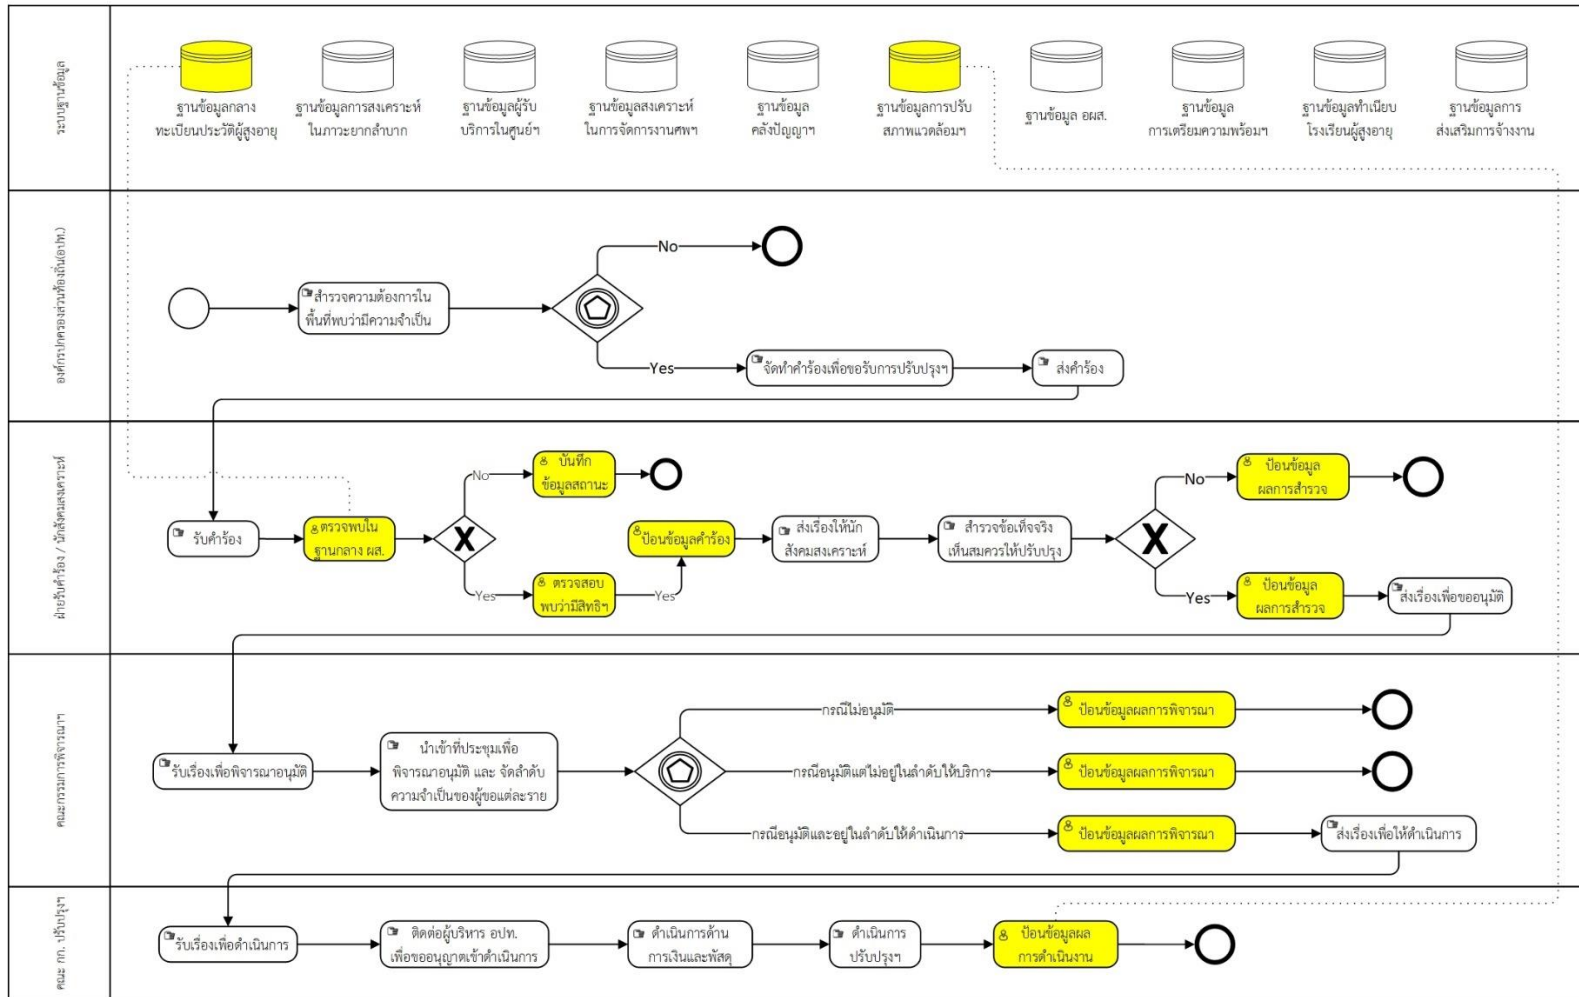 ระบบฐานข้อมูล
ฐานข้อมูลกลาง
ทะเบียนประวัติผู้สูงอายุ
ฐานข้อมูลการสงเคราะห์
ในภาวะยากลำบาก
ฐานข้อมูลผู้รับ
บริการในศูนย์ฯ
ฐานข้อมูลสงเคราะห์
ในการจัดการงานศพฯ
ฐานข้อมูล
คลังปัญญาฯ
ฐานข้อมูลการปรับ
สภาพแวดล้อมฯ
ฐานข้อมูล อผส.
ฐานข้อมูล
การเตรียมความพร้อมฯ
ฐานข้อมูลทำเนียบ
โรงเรียนผู้สูงอายุ
ฐานข้อมูลการ
ส่งเสริมการจ้างงาน
องค์กรปกครองส่วนท้องถิ่น(อปท.)
สำรวจความต้องการใน
พื้นที่พบว่ามีความจำเป็น
No
Yes
จัดทำคำร้องเพื่อขอรับการปรับปรุงฯ
ส่งคำร้อง
ฝ่ายรับคำร้อง / นักสังคมสงเคราะห์
รับคำร้อง
ตรวจพบใน
ฐานกลาง ผส.
No
บันทึก
ข้อมูลสถานะ
Yes
ตรวจสอบ
พบว่ามีสิทธิฯ
Yes
ป้อนข้อมูลคำร้อง
ส่งเรื่องให้นัก
สังคมสงเคราะห์
สำรวจข้อเท็จจริง
เห็นสมควรให้ปรับปรุง
No
ป้อนข้อมูล
ผลการสำรวจ
Yes
ป้อนข้อมูล
ผลการสำรวจ
ส่งเรื่องเพื่อขออนุมัติ
คณะกรรมการพิจารณาฯ
รับเรื่องเพื่อพิจารณาอนุมัติ
นำเข้าที่ประชุมเพื่อ
พิจารณาอนุมัติ และ จัดลำดับ
ความจำเป็นของผู้ขอแต่ละราย
กรณีไม่อนุมัติ
ป้อนข้อมูลผลการพิจารณา
กรณีอนุมัติแต่ไม่อยู่ในลำดับให้บริการ
ป้อนข้อมูลผลการพิจารณา
กรณีอนุมัติและอยู่ในลำดับให้ดำเนินการ
ป้อนข้อมูลผลการพิจารณา
ส่งเรื่องเพื่อให้ดำเนินการ
คณะ กก. ปรับปรุงฯ
รับเรื่องเพื่อดำเนินการ
ติดต่อผู้บริหาร อปท.
เพื่อขออนุญาตเข้าดำเนินการ
ดำเนินการด้าน
การเงินและพัสดุ
ดำเนินการ
ปรับปรุงฯ
ป้อนข้อมูลผล
การดำเนินงาน